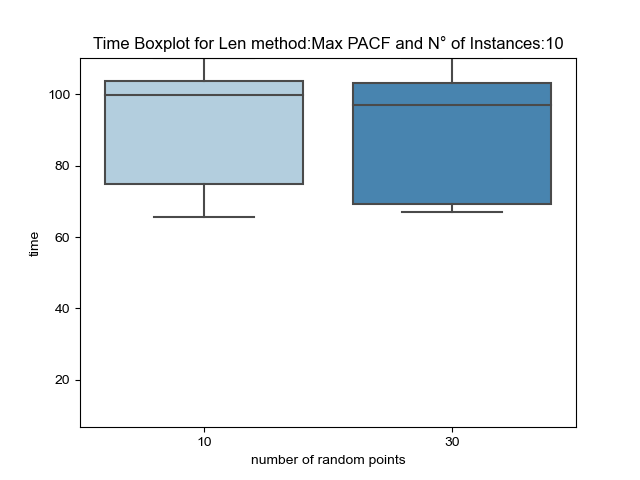 Time Boxplot for Len method:Max PACF and N° of Instances:10
100
80
60
40
20
time
10 30
number of random points